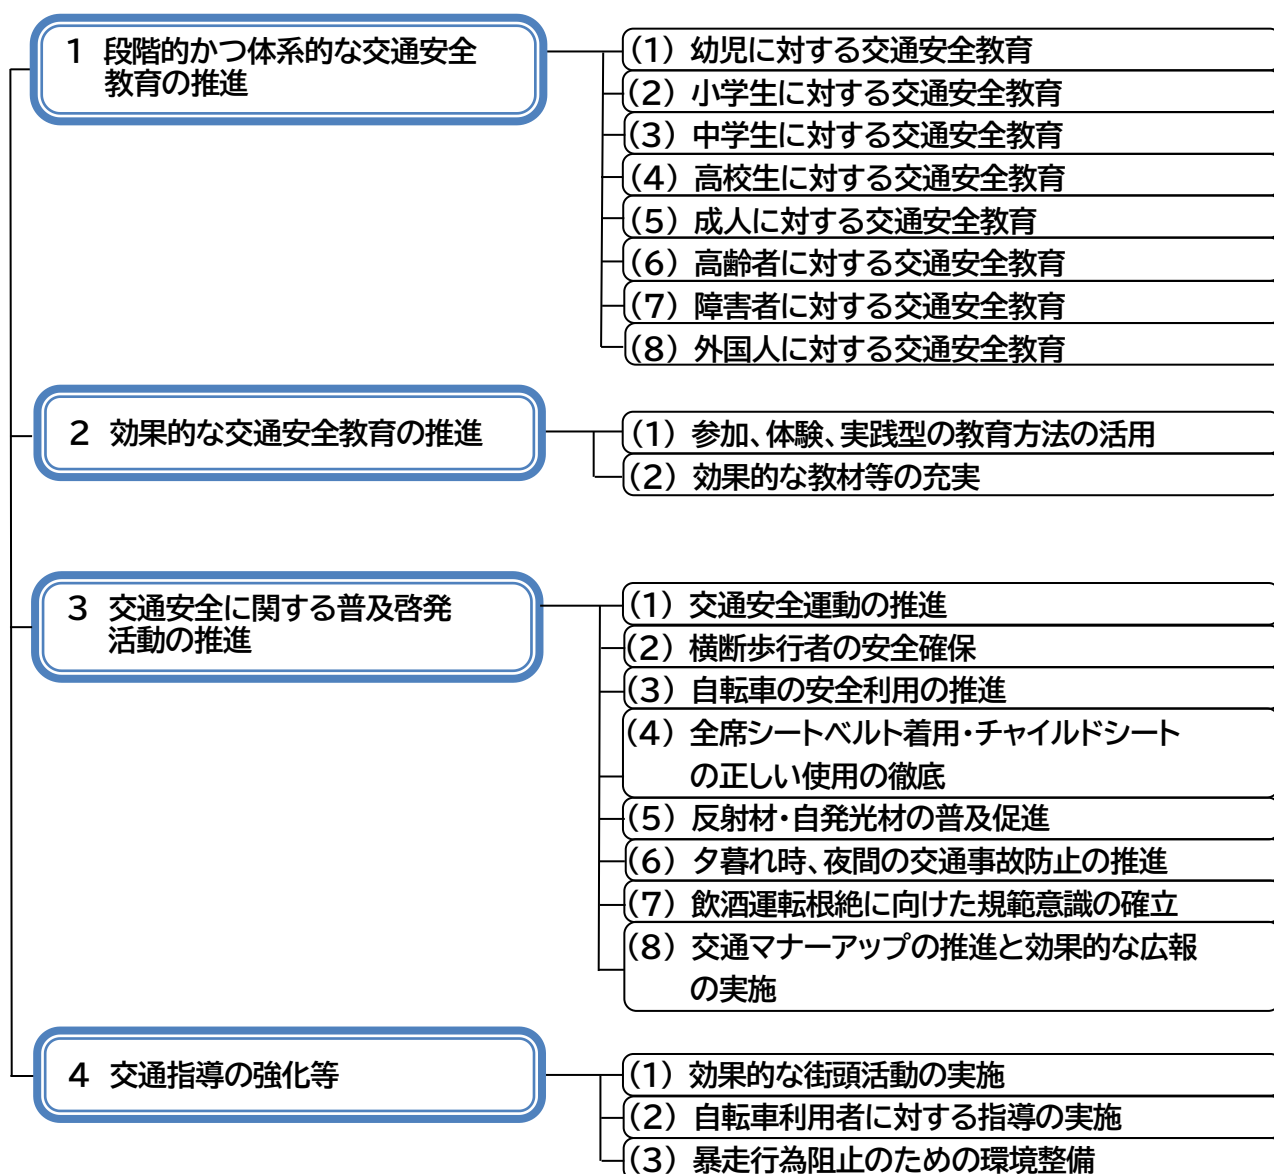 1 段階的かつ体系的な交通安全
教育の推進
(1) 幼児に対する交通安全教育
(2) 小学生に対する交通安全教育
(3) 中学生に対する交通安全教育
(4) 高校生に対する交通安全教育
(5) 成人に対する交通安全教育
(6) 高齢者に対する交通安全教育
(7) 障害者に対する交通安全教育
(8) 外国人に対する交通安全教育
2 効果的な交通安全教育の推進
(1) 参加、体験、実践型の教育方法の活用
(2) 効果的な教材等の充実
3 交通安全に関する普及啓発
活動の推進
(1) 交通安全運動の推進
(2) 横断歩行者の安全確保
(3) 自転車の安全利用の推進
(4) 全席シートベルト着用・チャイルドシート
の正しい使用の徹底
(5) 反射材・自発光材の普及促進
(6) 夕暮れ時、夜間の交通事故防止の推進
(7) 飲酒運転根絶に向けた規範意識の確立
(8) 交通マナーアップの推進と効果的な広報
の実施
4 交通指導の強化等
(1) 効果的な街頭活動の実施
(2) 自転車利用者に対する指導の実施
(3) 暴走行為阻止のための環境整備